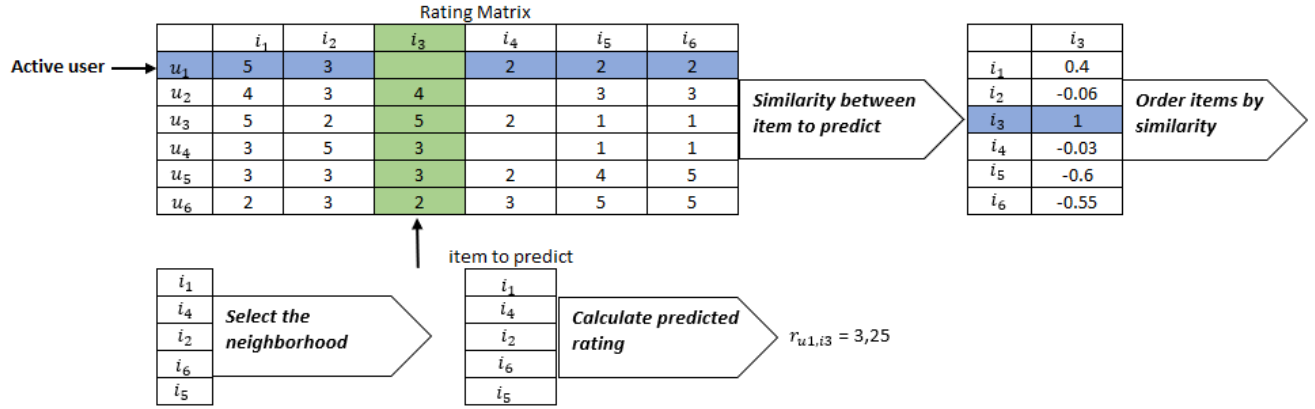 Rating Matrix
i₁ i₂ i₃ i₄ i₅ i₆
Active user u₁ 5 3 2 2 2
u₂ 4 3 4 3 3
u₃ 5 2 5 2 1 1
u₄ 3 5 3 1 1
u₅ 3 3 3 2 4 5
u₆ 2 3 2 3 5 5
item to predict
Similarity between
item to predict
i₃
i₁ 0.4
i₂ -0.06
i₃ 1
i₄ -0.03
i₅ -0.6
i₆ -0.55
Order items by
similarity
i₁
i₄
i₂
i₆
i₅
Select the
neighborhood
i₁
i₄
i₂
i₆
i₅
Calculate predicted
rating
r u1,i3 = 3,25